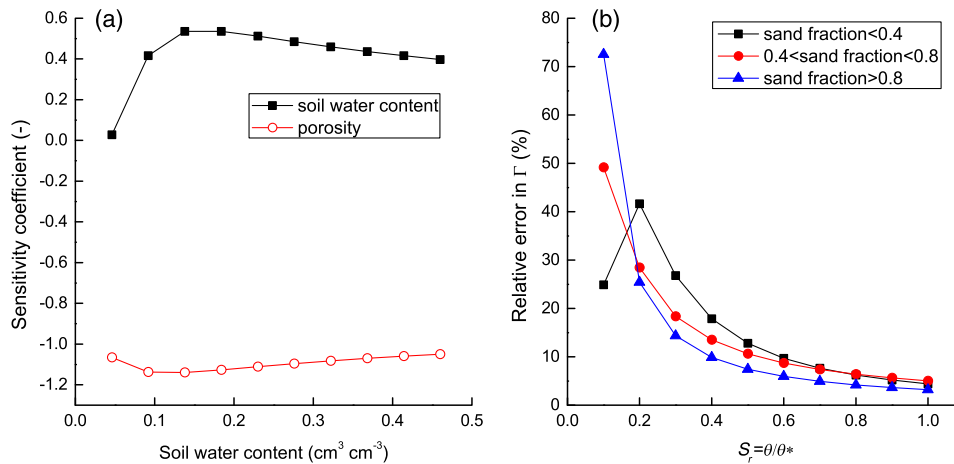 (a)
0.6
0.4
0.2
0.0
-0.2
-0.4
-0.6
-0.8
-1.0
-1.2
Sensitivity coefficient (-)
soil water content
porosity
0.0 0.1 0.2 0.3 0.4 0.5
Soil water content (cm³ cm⁻³)
(b)
80
70
60
50
40
30
20
10
0
Relative error in Γ (%)
sand fraction<0.4
0.4<sand fraction<0.8
sand fraction>0.8
0.0 0.2 0.4 0.6 0.8 1.0
Sᵣ=θ/θ*